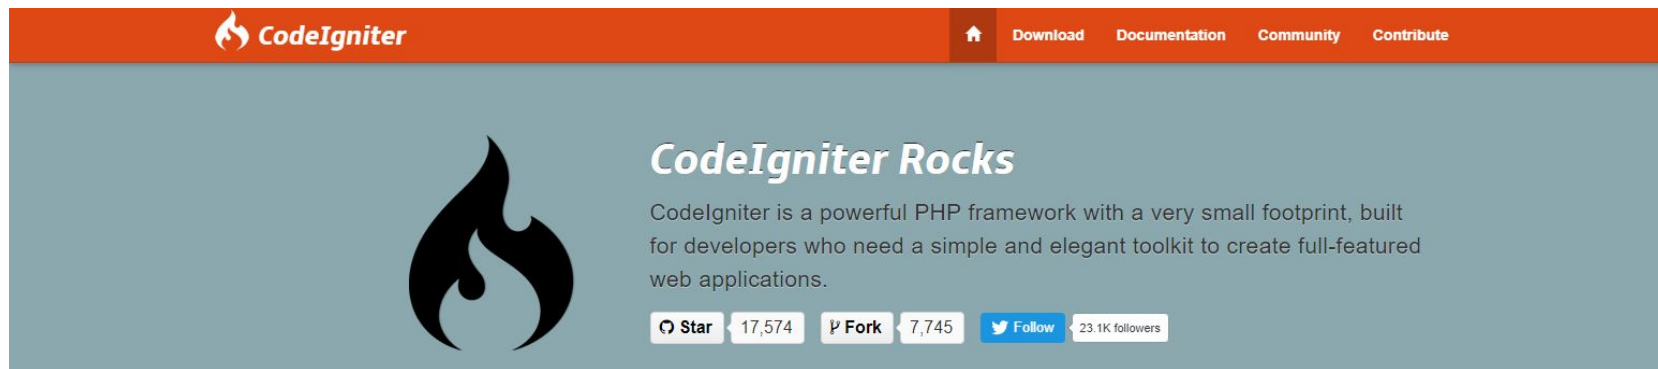 CodeIgniter
Download Documentation Community Contribute
CodeIgniter Rocks
CodeIgniter is a powerful PHP framework with a very small footprint, built
for developers who need a simple and elegant toolkit to create full-featured
web applications.
Star 17,574 Fork 7,745 Follow 23.1K followers